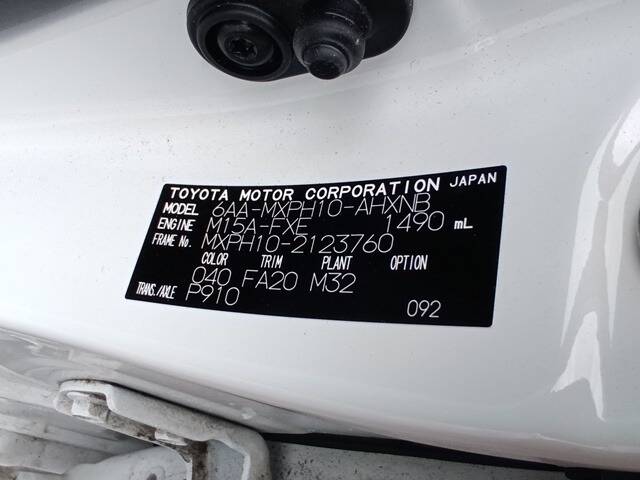 TOYOTA MOTOR CORPORATION JAPAN
MODEL 6AA-MXPH10-AHXNB
ENGINE M15A-FXE 1490 mL
FRAME No. MXPH10-2123760
COLOR TRIM PLANT OPTION
040 FA20 M32
TRANS./AXLE P910 092